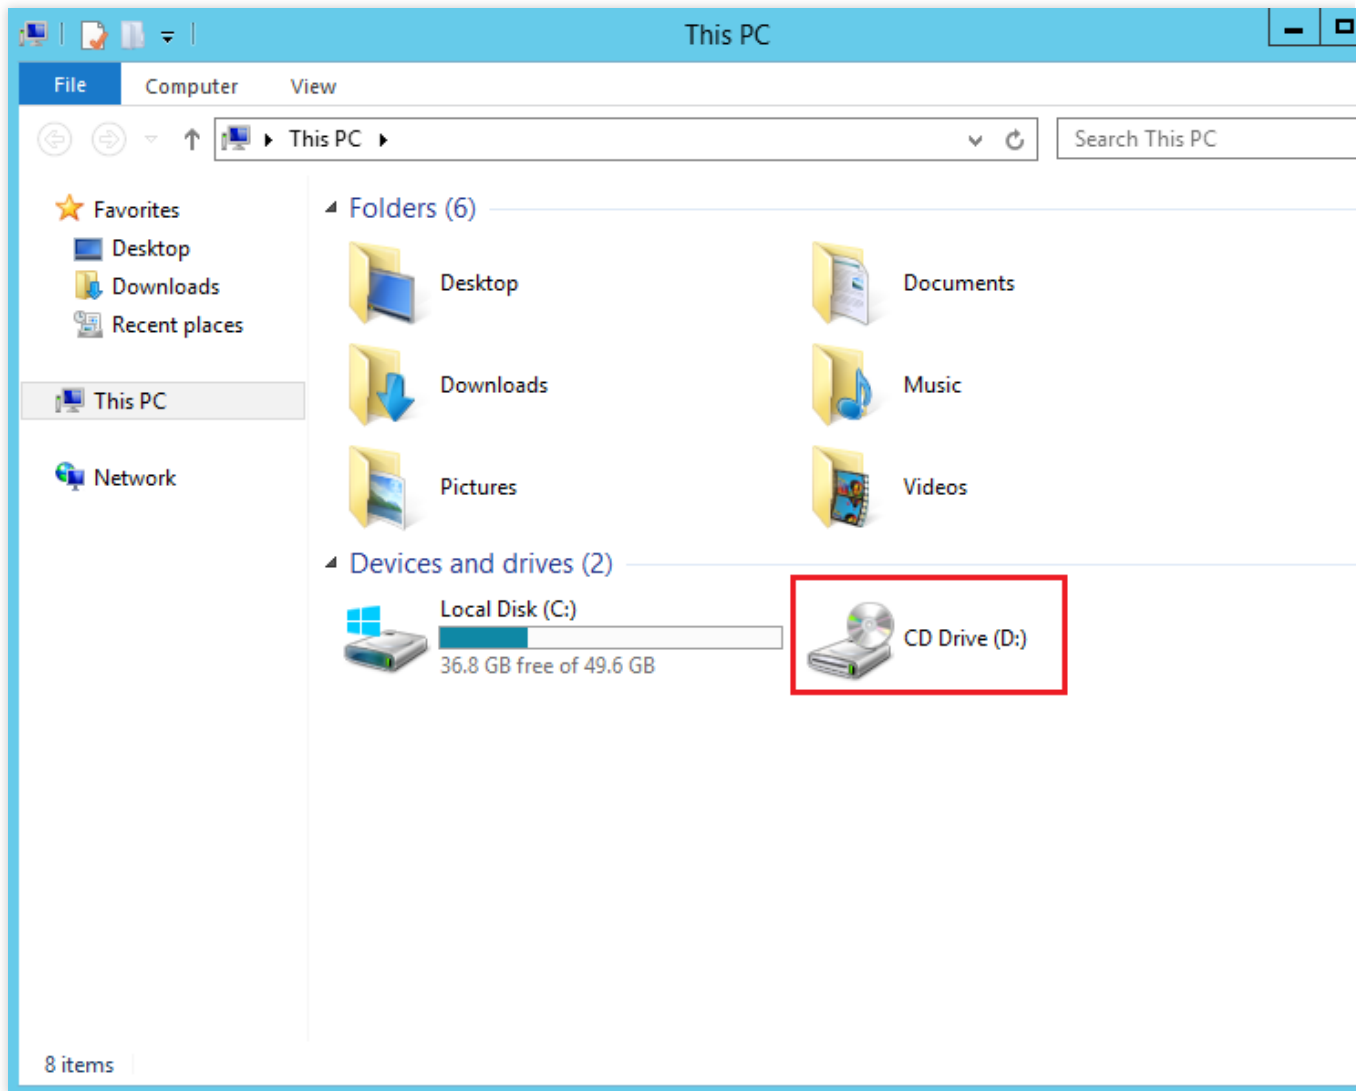 This PC
File Computer View
This PC Search This PC
Favorites
Desktop
Downloads
Recent places
This PC
Network
Folders (6)
Desktop Documents
Downloads Music
Pictures Videos
Devices and drives (2)
Local Disk (C:)
36.8 GB free of 49.6 GB
CD Drive (D:)
8 items